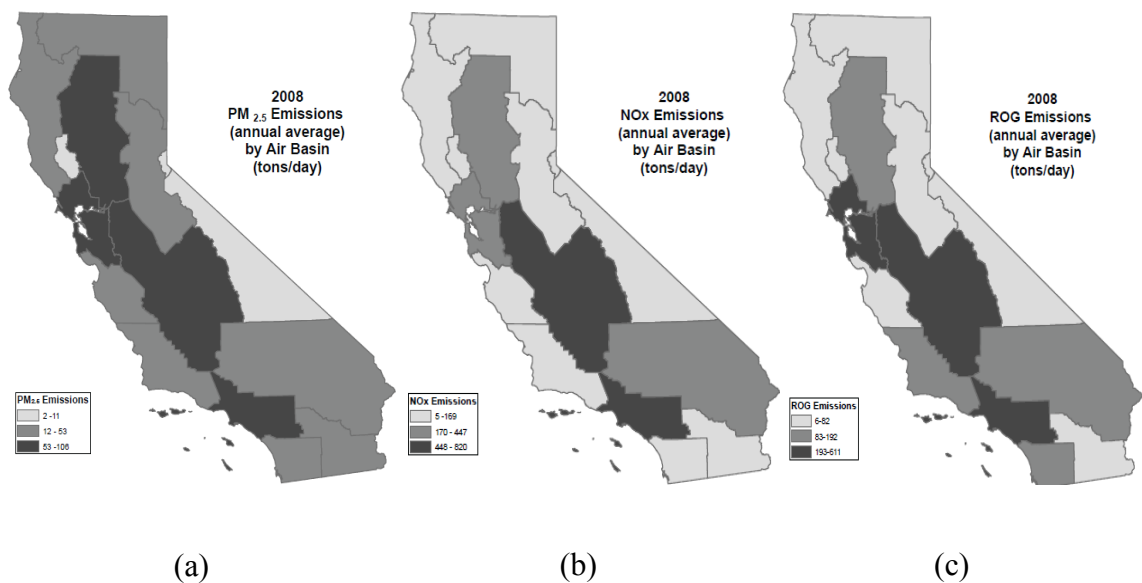 2008
PM 2.5 Emissions
(annual average)
by Air Basin
(tons/day)
PM2.5 Emissions
2 -11
12 - 53
53 -106
(a)
2008
NOx Emissions
(annual average)
by Air Basin
(tons/day)
NOx Emissions
5 -169
170 - 447
448 - 820
(b)
2008
ROG Emissions
(annual average)
by Air Basin
(tons/day)
ROG Emissions
6-82
83-192
193-611
(c)